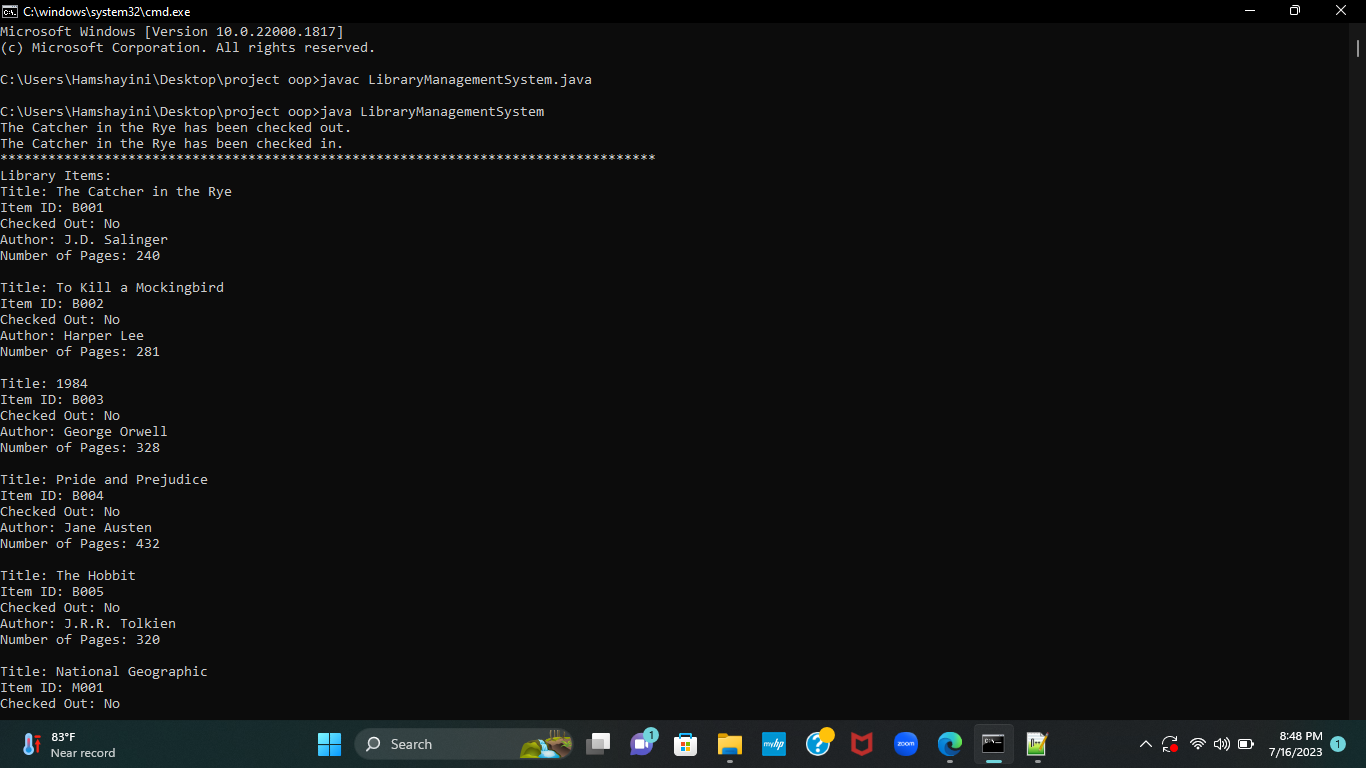 C:\windows\system32\cmd.exe
Microsoft Windows [Version 10.0.22000.1817]
(c) Microsoft Corporation. All rights reserved.
C:\Users\Hamshayini\Desktop\project oop>javac LibraryManagementSystem.java
C:\Users\Hamshayini\Desktop\project oop>java LibraryManagementSystem
The Catcher in the Rye has been checked out.
The Catcher in the Rye has been checked in.
**********************************************************************************
Library Items:
Title: The Catcher in the Rye
Item ID: B001
Checked Out: No
Author: J.D. Salinger
Number of Pages: 240
Title: To Kill a Mockingbird
Item ID: B002
Checked Out: No
Author: Harper Lee
Number of Pages: 281
Title: 1984
Item ID: B003
Checked Out: No
Author: George Orwell
Number of Pages: 328
Title: Pride and Prejudice
Item ID: B004
Checked Out: No
Author: Jane Austen
Number of Pages: 432
Title: The Hobbit
Item ID: B005
Checked Out: No
Author: J.R.R. Tolkien
Number of Pages: 320
Title: National Geographic
Item ID: M001
Checked Out: No
83°F
Near record
Search
1
myhp
?
zoom
8:48 PM
7/16/2023
1